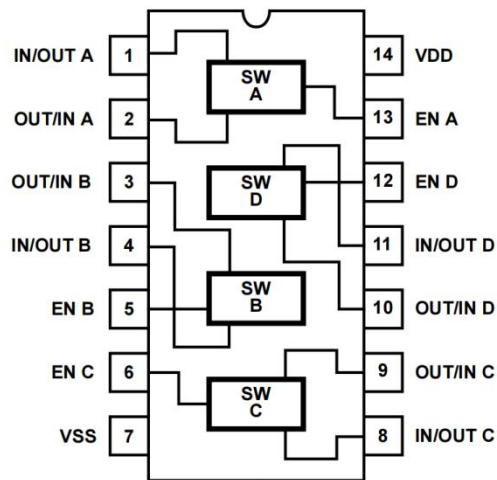 IN/OUT A 1
14 VDD
SW
A
OUT/IN A 2
13 EN A
OUT/IN B 3
SW
D
12 EN D
IN/OUT B 4
11 IN/OUT D
SW
B
EN B 5
10 OUT/IN D
EN C 6
9 OUT/IN C
SW
C
VSS 7
8 IN/OUT C